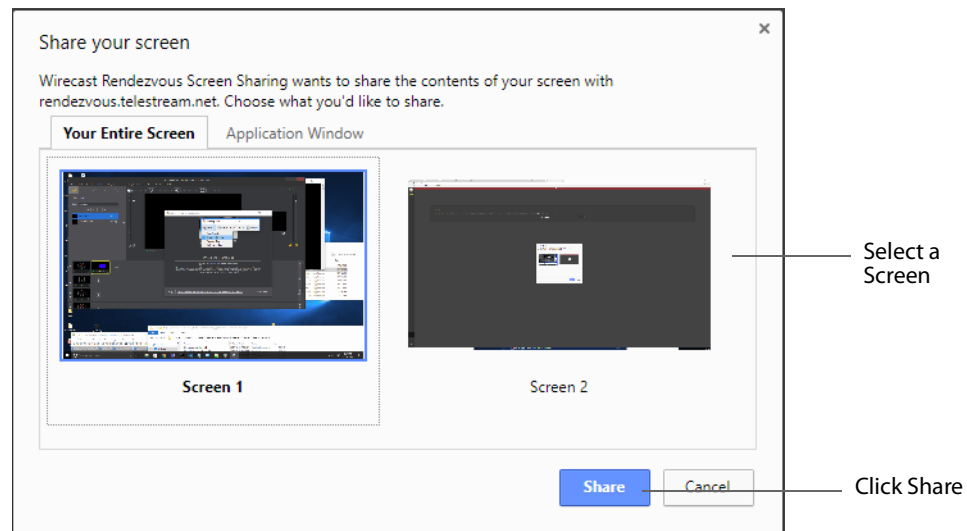 Share your screen
×
Wirecast Rendezvous Screen Sharing wants to share the contents of your screen with
rendezvous.telestream.net. Choose what you'd like to share.
Your Entire Screen
Application Window
Screen 1
Screen 2
Select a
Screen
Share
Cancel
Click Share